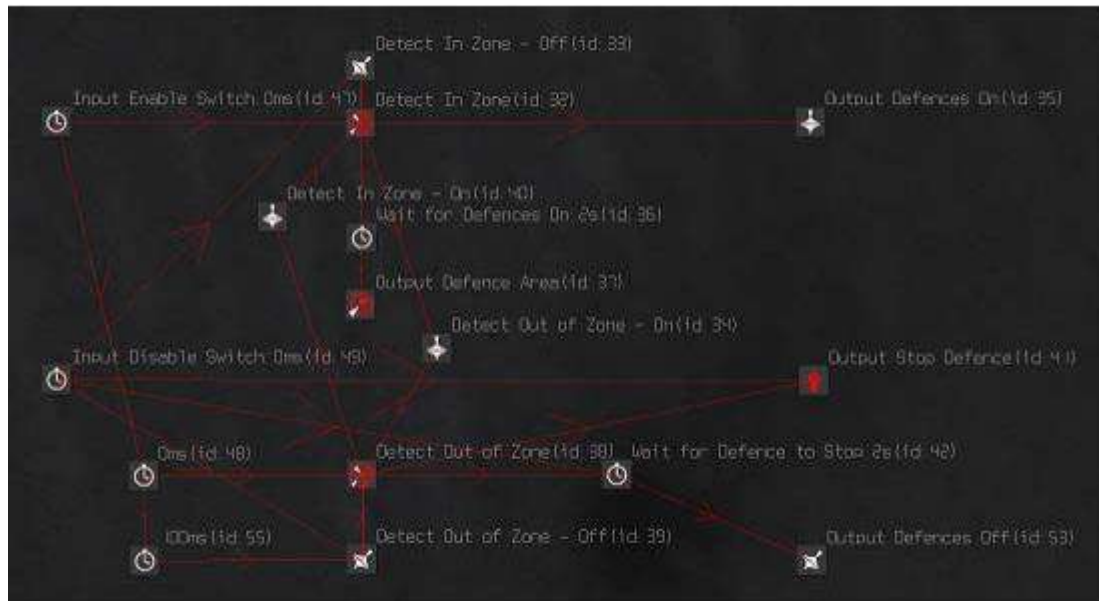 Detect In Zone - Off(id 33)
Input Enable Switch 0ms(id 47)
Detect In Zone(id 32)
Output Defences On(id 35)
Detect In Zone - On(id 40)
Wait for Defences On 2s(id 36)
Output Defence Area(id 37)
Detect Out of Zone - On(id 34)
Input Disable Switch 0ms(id 49)
Output Stop Defence(id 41)
0ms(id 48)
Detect Out of Zone(id 38)
Wait for Defence to Stop 2s(id 42)
100ms(id 55)
Detect Out of Zone - Off(id 39)
Output Defences Off(id 53)